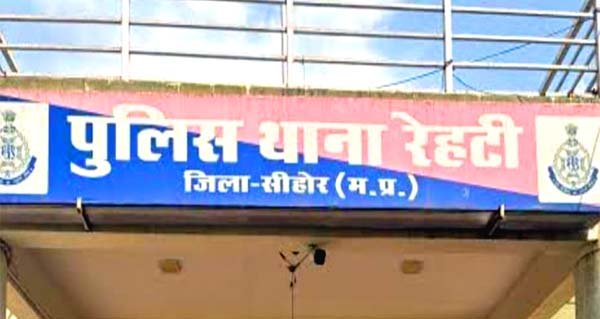 पुलिस थाना रेहटी
जिला-सीहोर (म.प्र.)